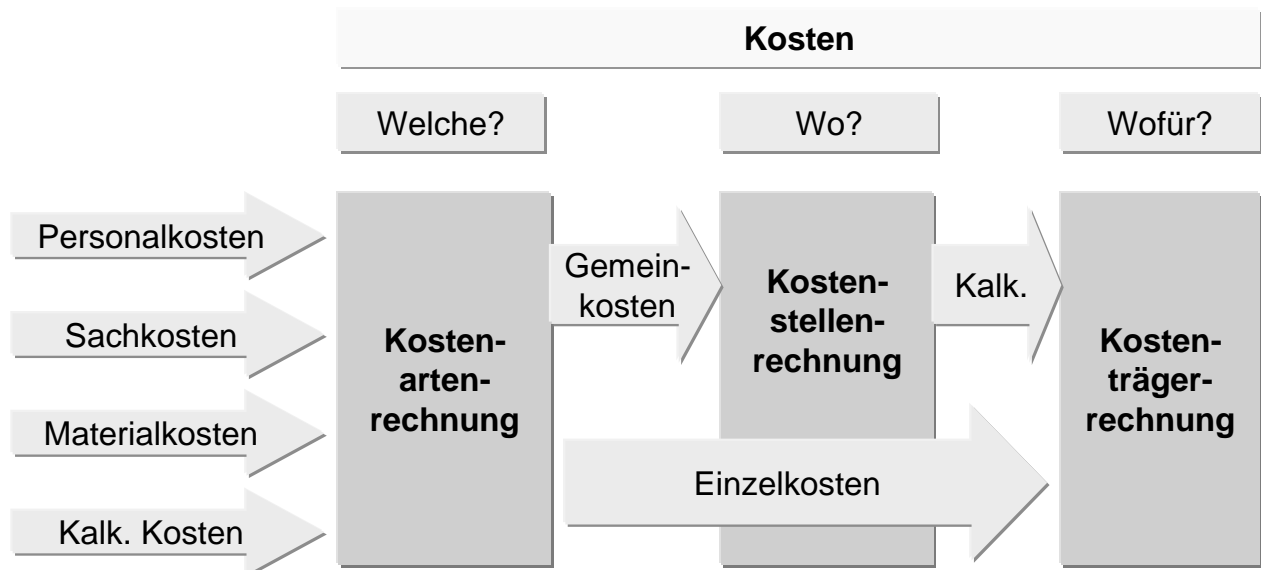 Kosten
Welche?
Wo?
Wofür?
Personalkosten
Sachkosten
Materialkosten
Kalk. Kosten
Kosten-
arten-
rechnung
Gemein-
kosten
Kosten-
stellen-
rechnung
Kalk.
Einzelkosten
Kosten-
träger-
rechnung